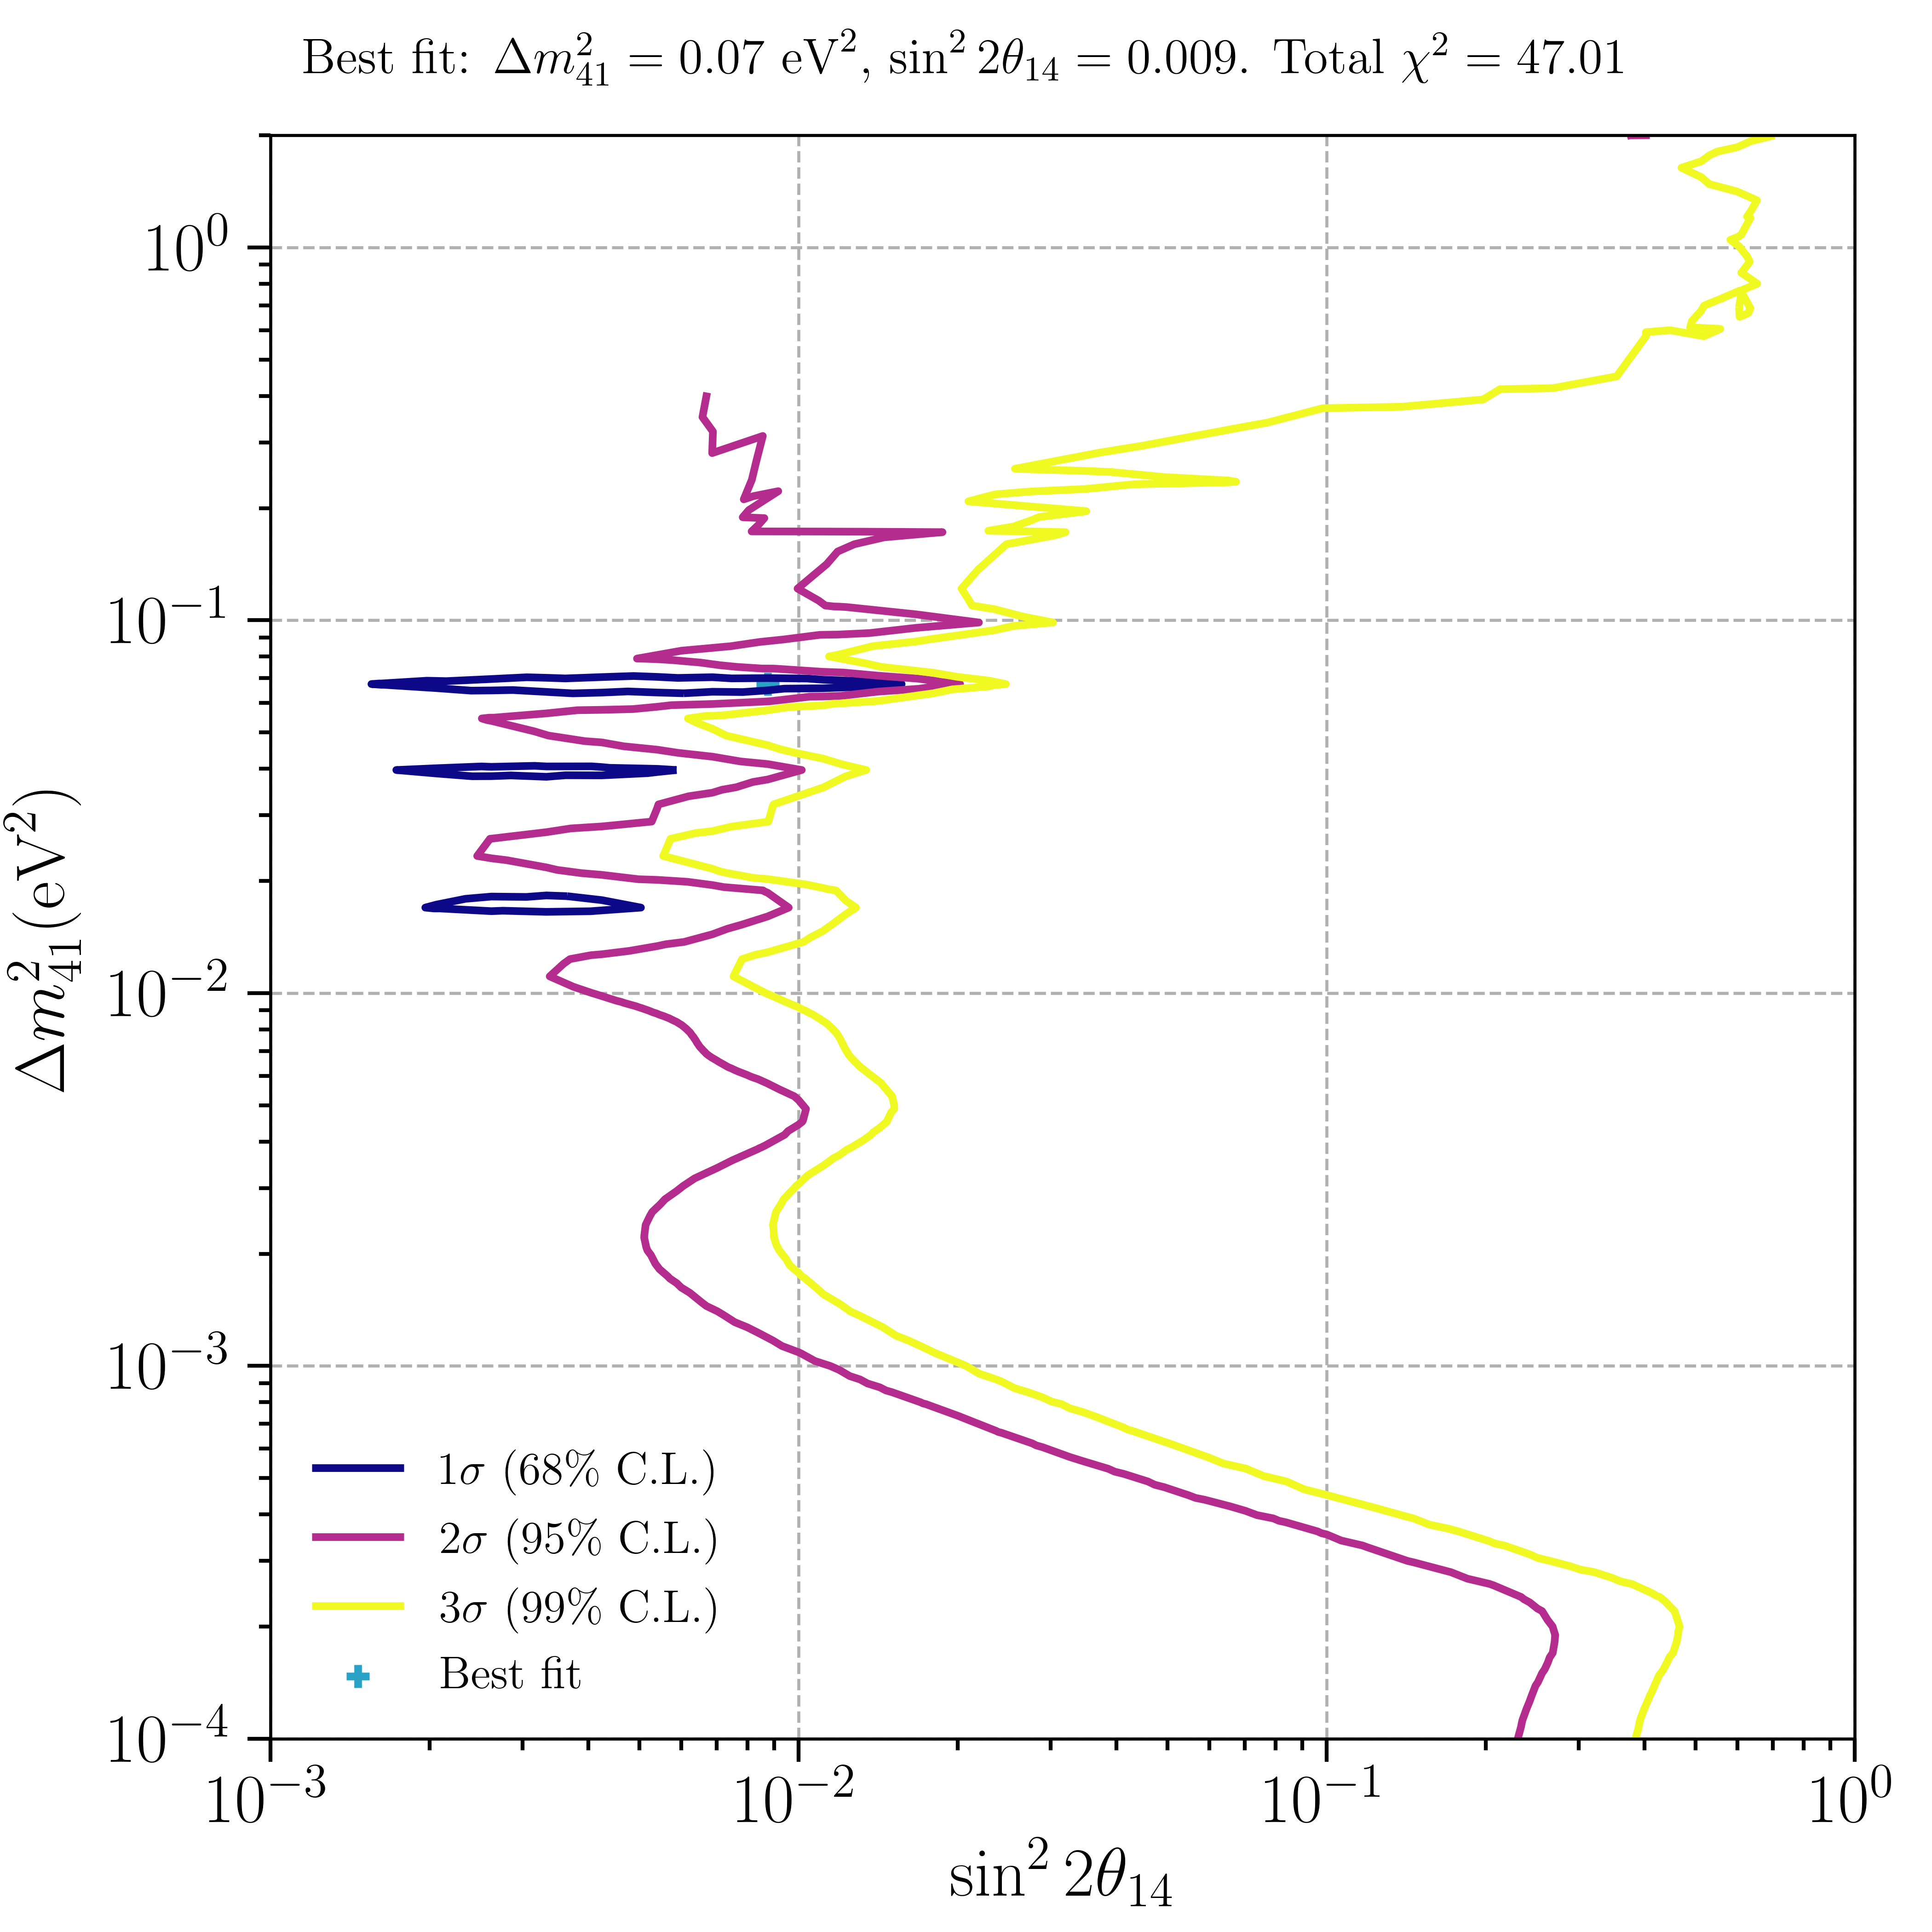 Best fit: Δm²₄₁ = 0.07 eV², sin² 2θ₁₄ = 0.009. Total χ² = 47.01
10⁰
10⁻¹
10⁻²
10⁻³
10⁻⁴
Δm²₄₁(eV²)
1σ (68% C.L.)
2σ (95% C.L.)
3σ (99% C.L.)
Best fit
10⁻³ 10⁻² 10⁻¹ 10⁰
sin² 2θ₁₄